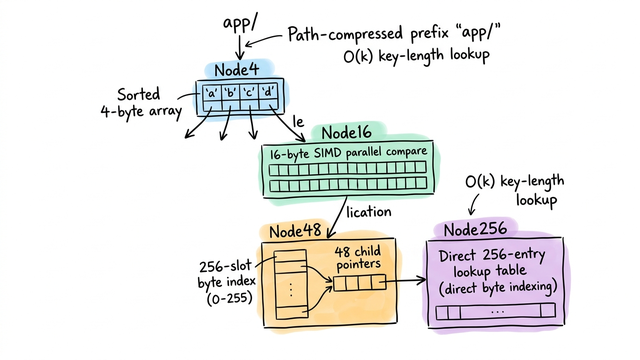 app/
Path-compressed prefix "app/"
O(k) key-length lookup
Node4
Sorted
4-byte array
'a' 'b' 'c' 'd'
le
Node16
16-byte SIMD parallel compare
lication
O(k) key-length
lookup
Node48
256-slot
byte index
(0-255)
48 child
pointers
Node256
Direct 256-entry
lookup table
(direct byte indexing)